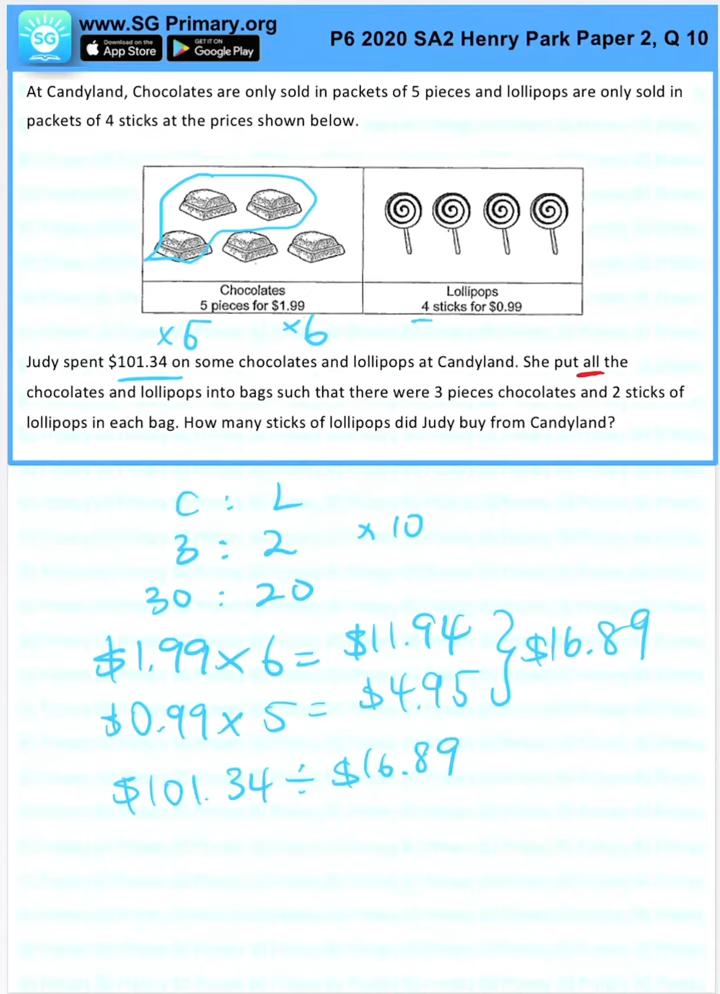 SG
www.SG Primary.org
Download on the
App Store
GET IT ON
Google Play
P6 2020 SA2 Henry Park Paper 2, Q 10
At Candyland, Chocolates are only sold in packets of 5 pieces and lollipops are only sold in
packets of 4 sticks at the prices shown below.
Chocolates
5 pieces for $1.99
Lollipops
4 sticks for $0.99
x5 x6
Judy spent $101.34 on some chocolates and lollipops at Candyland. She put all the
chocolates and lollipops into bags such that there were 3 pieces chocolates and 2 sticks of
lollipops in each bag. How many sticks of lollipops did Judy buy from Candyland?
C : L
3 : 2 x 10
30 : 20
$1.99 x 6 = $11.94 } $16.89
$0.99 x 5 = $4.95
$101.34 ÷ $16.89